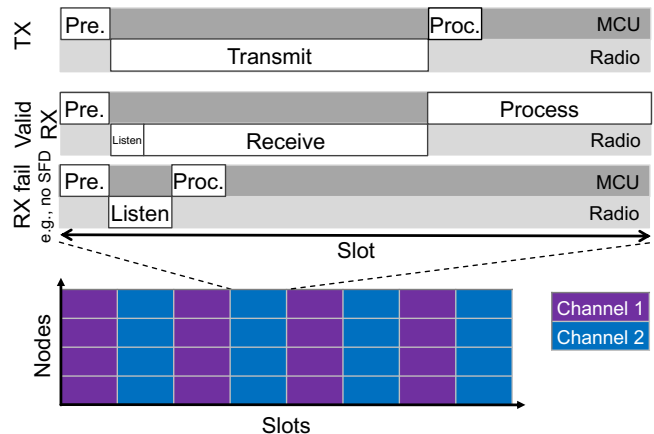 TX
Pre.
Proc.
MCU
Transmit
Radio
Valid
RX
Pre.
Process
Listen
Receive
Radio
RX fail
e.g., no SFD
Pre.
Proc.
MCU
Listen
Radio
Slot
Nodes
Channel 1
Channel 2
Slots